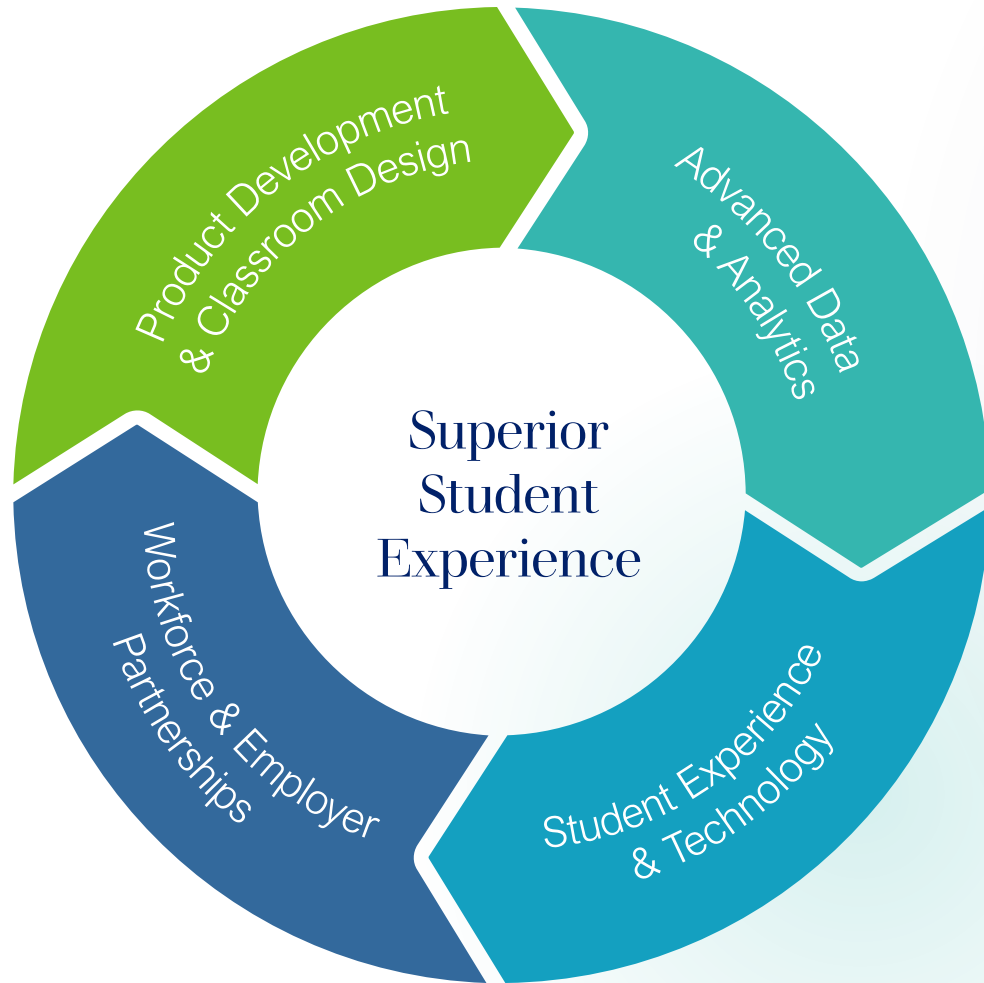 Product Development
& Classroom Design
Advanced Data
& Analytics
Superior
Student
Experience
Workforce & Employer
Partnerships
Student Experience
& Technology